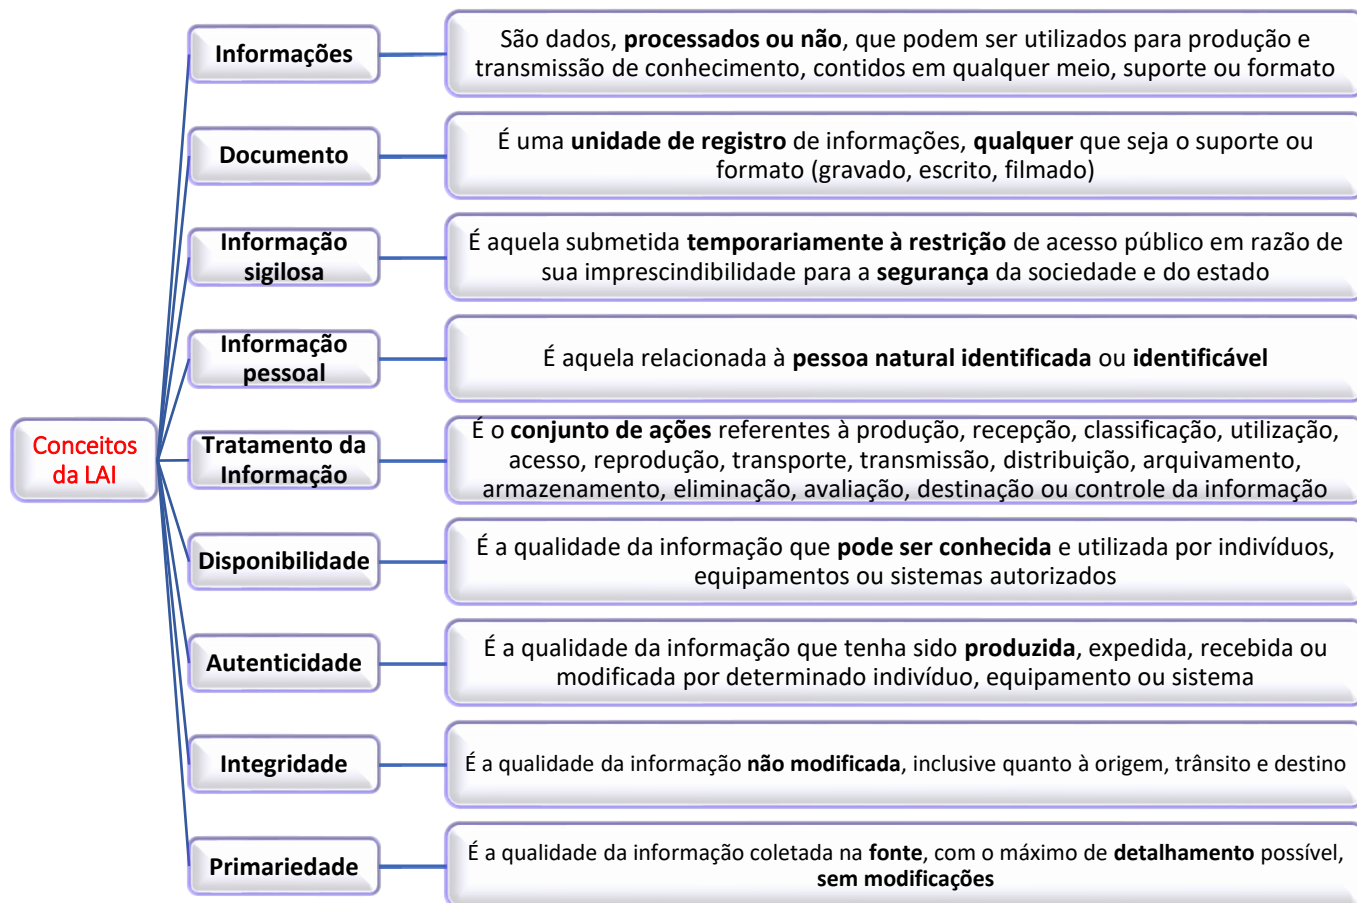 Conceitos
da LAI
Informações
São dados, processados ou não, que podem ser utilizados para produção e
transmissão de conhecimento, contidos em qualquer meio, suporte ou formato
Documento
É uma unidade de registro de informações, qualquer que seja o suporte ou
formato (gravado, escrito, filmado)
Informação
sigilosa
É aquela submetida temporariamente à restrição de acesso público em razão de
sua imprescindibilidade para a segurança da sociedade e do estado
Informação
pessoal
É aquela relacionada à pessoa natural identificada ou identificável
Tratamento da
Informação
É o conjunto de ações referentes à produção, recepção, classificação, utilização,
acesso, reprodução, transporte, transmissão, distribuição, arquivamento,
armazenamento, eliminação, avaliação, destinação ou controle da informação
Disponibilidade
É a qualidade da informação que pode ser conhecida e utilizada por indivíduos,
equipamentos ou sistemas autorizados
Autenticidade
É a qualidade da informação que tenha sido produzida, expedida, recebida ou
modificada por determinado indivíduo, equipamento ou sistema
Integridade
É a qualidade da informação não modificada, inclusive quanto à origem, trânsito e destino
Primariedade
É a qualidade da informação coletada na fonte, com o máximo de detalhamento possível,
sem modificações